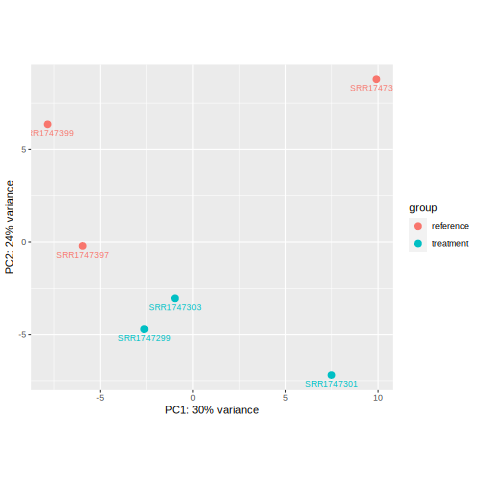 SRR17473
RR1747399
5
group
reference
treatment
PC2: 24% variance
0
SRR1747397
SRR1747303
-5
SRR1747299
SRR1747301
-5
0
5
10
PC1: 30% variance